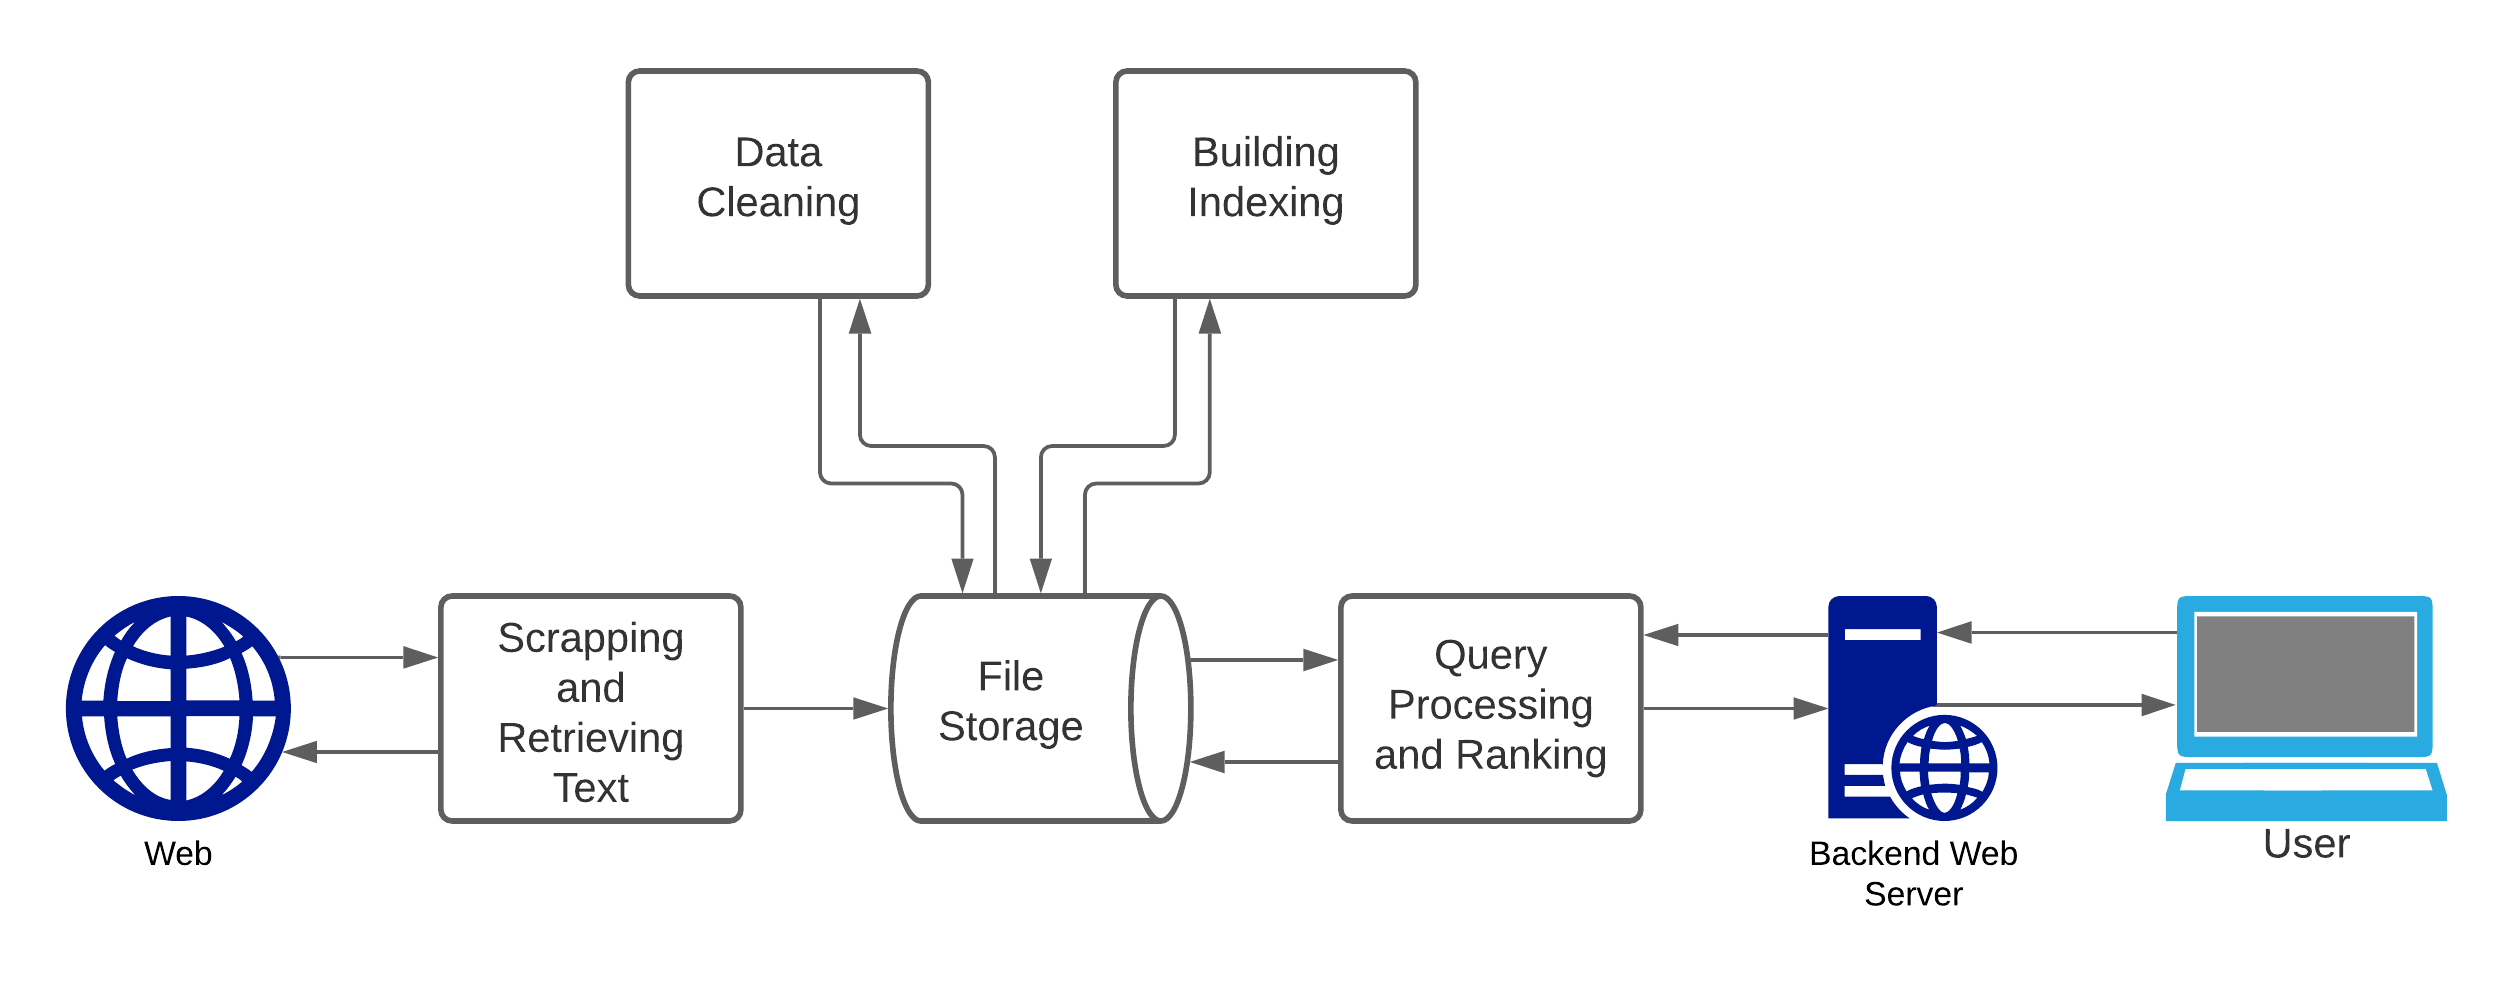 Data
Cleaning
Building
Indexing
Scrapping
and
Retrieving
Text
File
Storage
Query
Processing
and Ranking
Web
Backend Web
Server
User